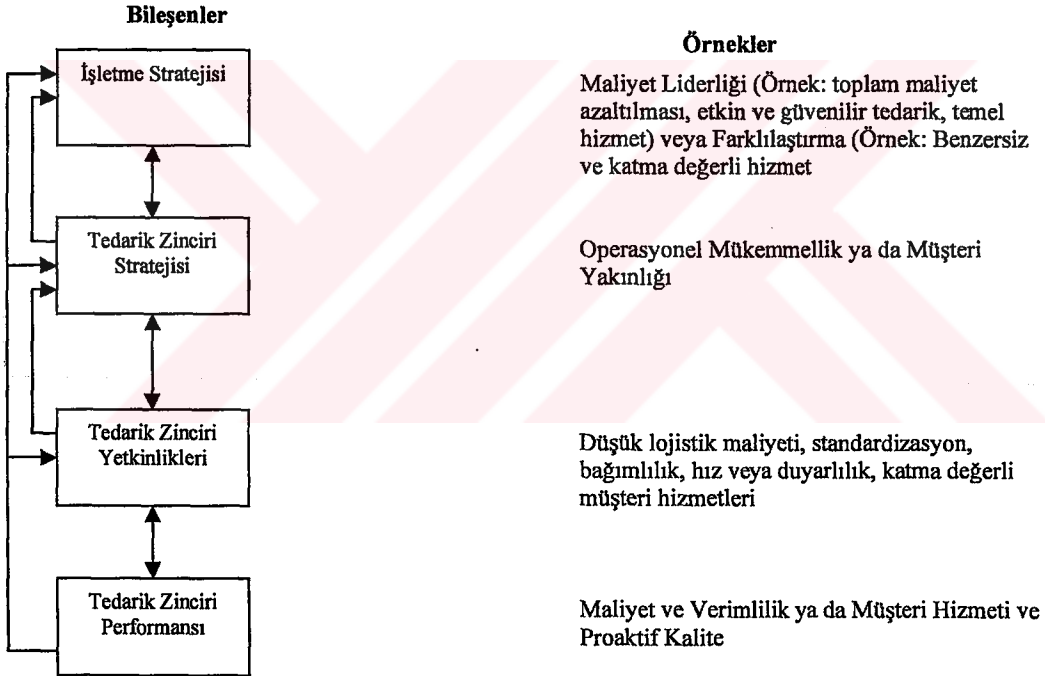 Bileşenler
Örnekler
İşletme Stratejisi
Maliyet Liderliği (Örnek: toplam maliyet
azaltılması, etkin ve güvenilir tedarik, temel
hizmet) veya Farklılaştırma (Örnek: Benzersiz
ve katma değerli hizmet
Tedarik Zinciri
Stratejisi
Operasyonel Mükemmellik ya da Müşteri
Yakınlığı
Tedarik Zinciri
Yetkinlikleri
Düşük lojistik maliyeti, standardizasyon,
bağımlılık, hız veya duyarlılık, katma değerli
müşteri hizmetleri
Tedarik Zinciri
Performansı
Maliyet ve Verimlilik ya da Müşteri Hizmeti ve
Proaktif Kalite